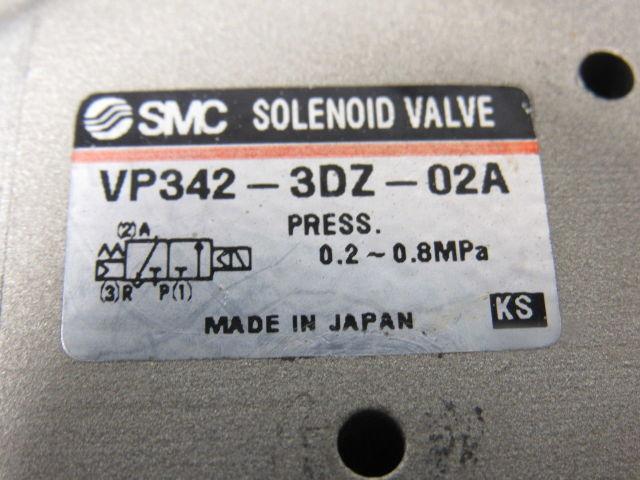 SMC SOLENOID VALVE
VP342-3DZ-02A
PRESS.
0.2~0.8MPa
(2)A
(3)R P(1)
MADE IN JAPAN
KS